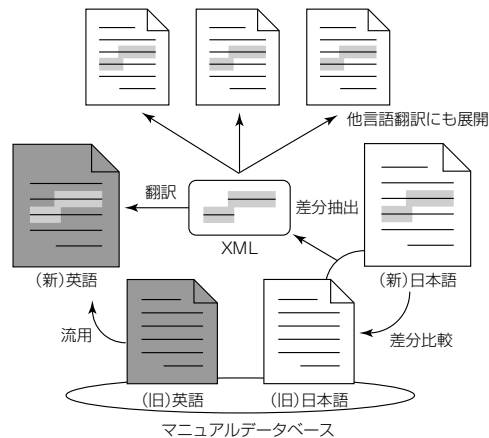 他言語翻訳にも展開
翻訳
差分抽出
XML
(新)英語
(新)日本語
流用
差分比較
(旧)英語
(旧)日本語
マニュアルデータベース